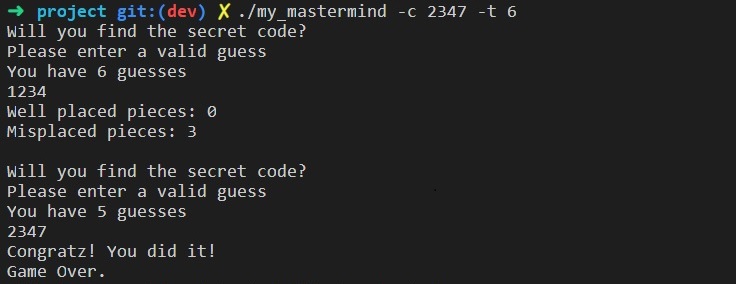 ➜ project git:(dev) ✗ ./my_mastermind -c 2347 -t 6
Will you find the secret code?
Please enter a valid guess
You have 6 guesses
1234
Well placed pieces: 0
Misplaced pieces: 3
Will you find the secret code?
Please enter a valid guess
You have 5 guesses
2347
Congratz! You did it!
Game Over.